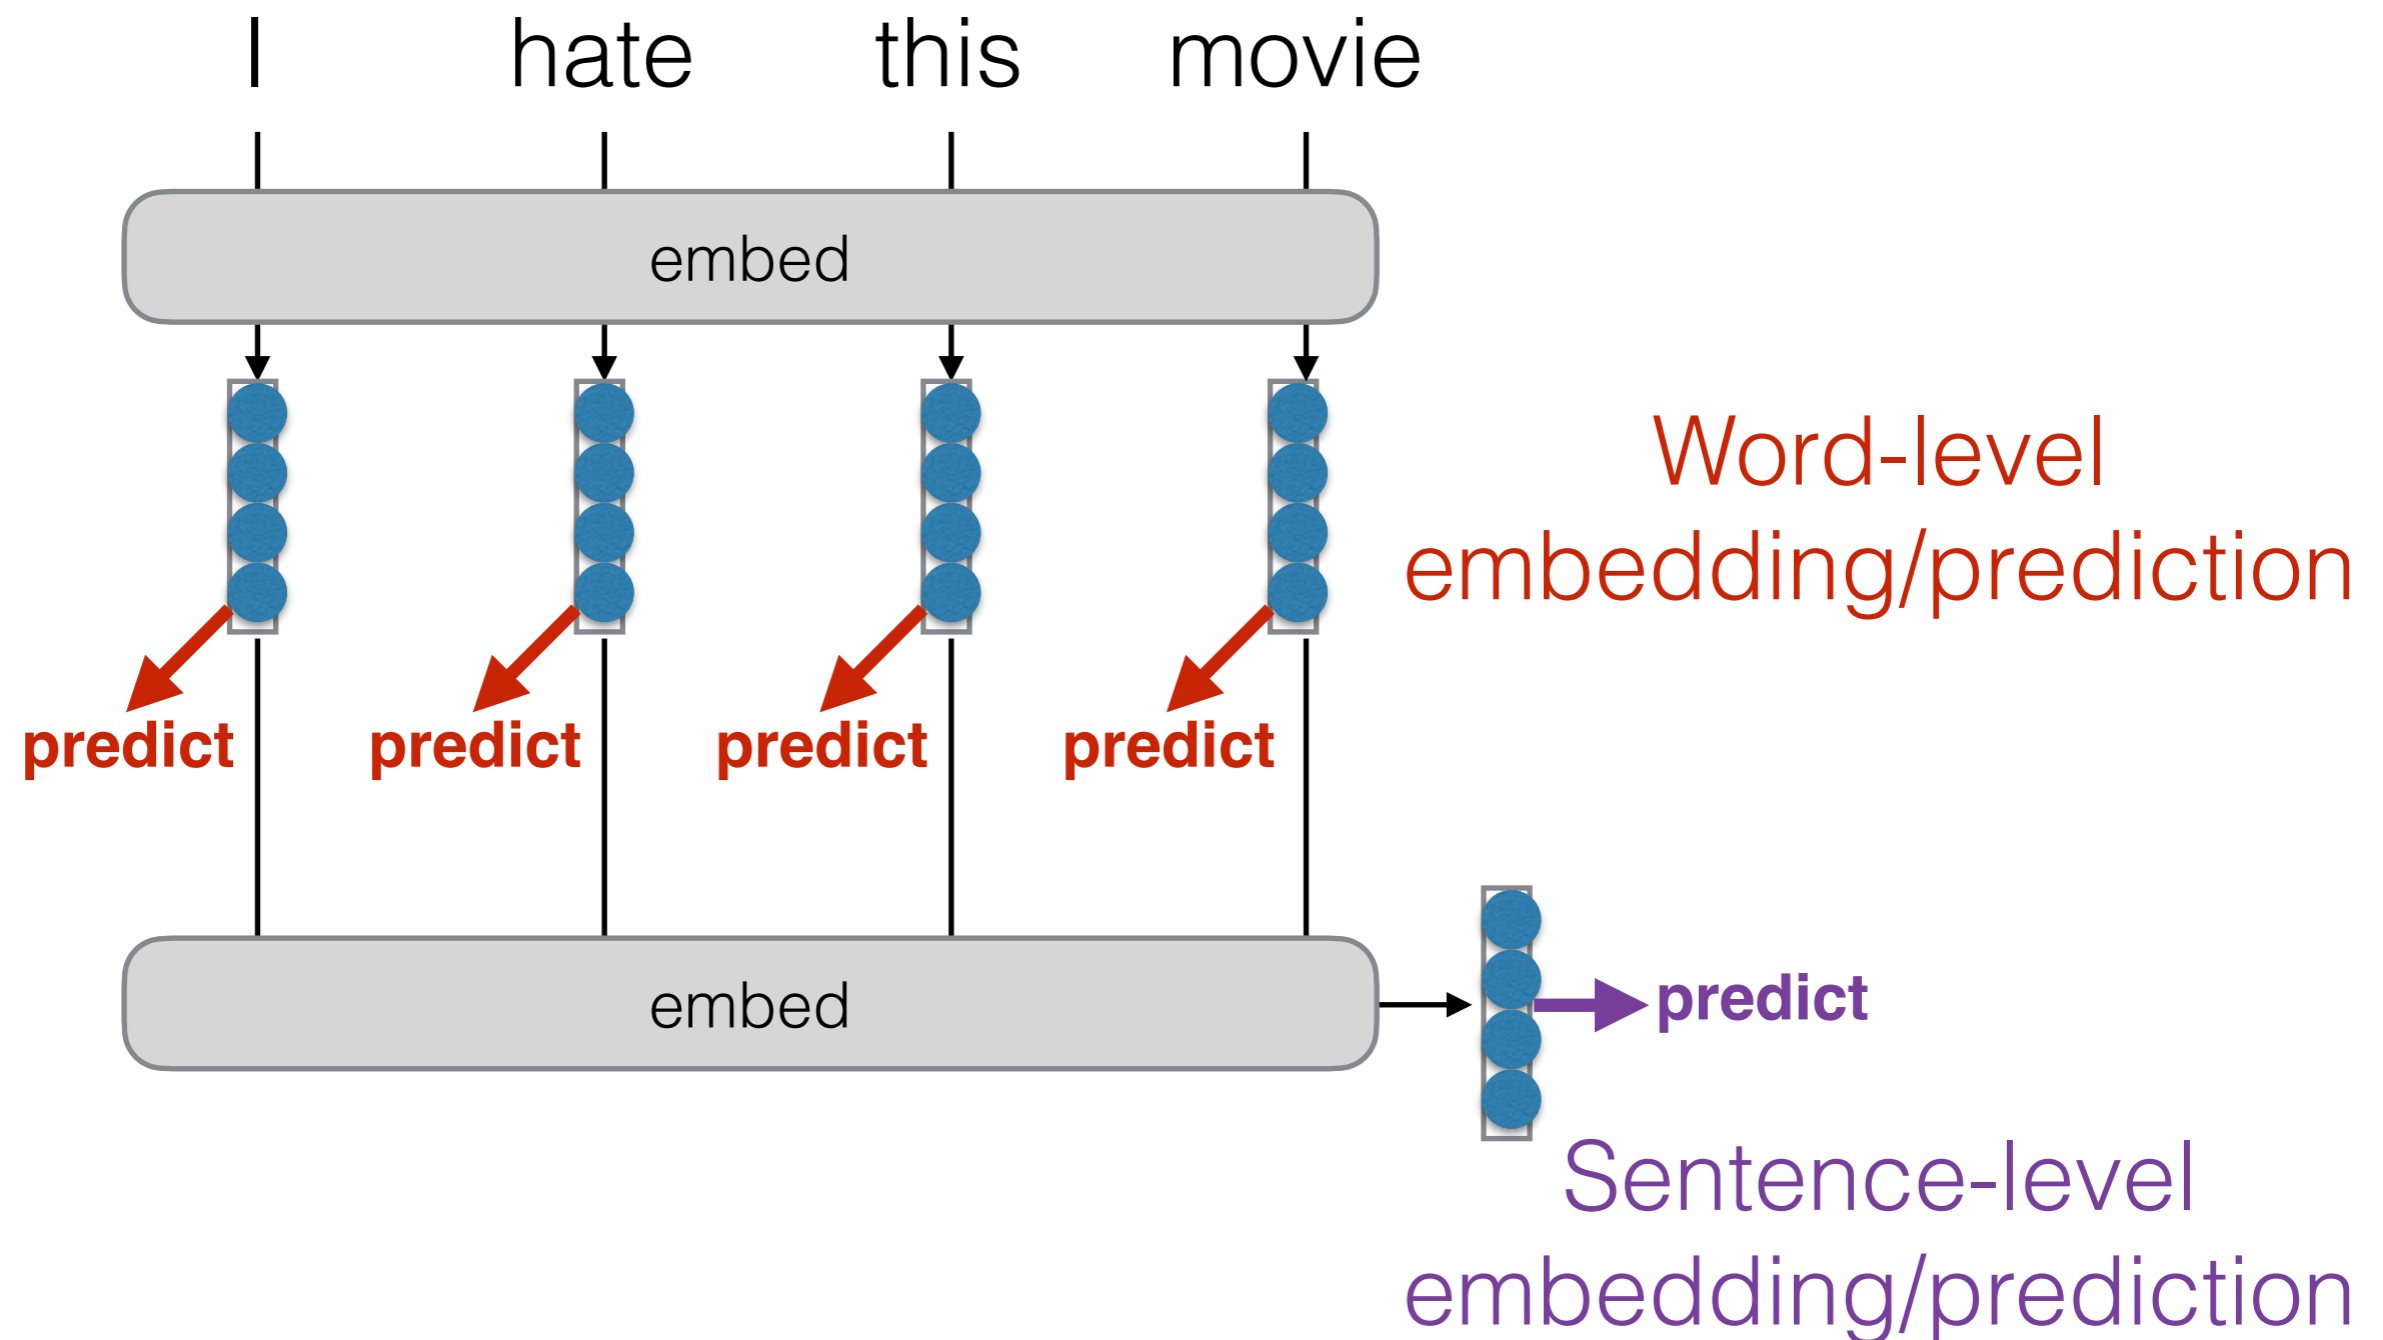 I hate this movie
embed
Word-level
embedding/prediction
predict predict predict predict
embed
predict
Sentence-level
embedding/prediction